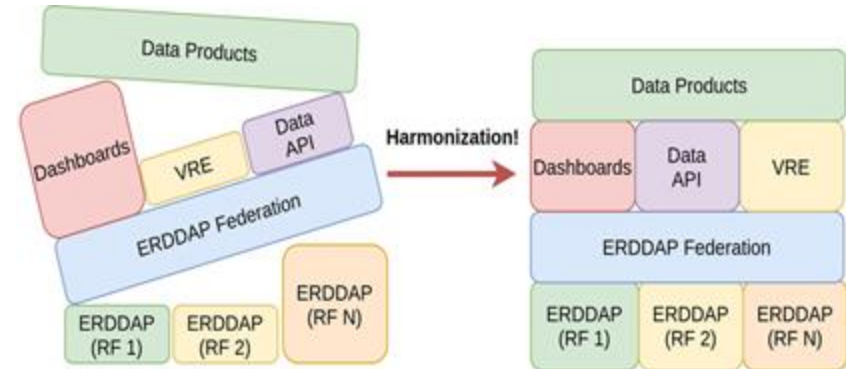 Data Products
Dashboards
VRE
Data
API
ERDDAP Federation
ERDDAP
(RF 1)
ERDDAP
(RF 2)
ERDDAP
(RF N)
Harmonization!
Data Products
Dashboards
Data
API
VRE
ERDDAP Federation
ERDDAP
(RF 1)
ERDDAP
(RF 2)
ERDDAP
(RF N)